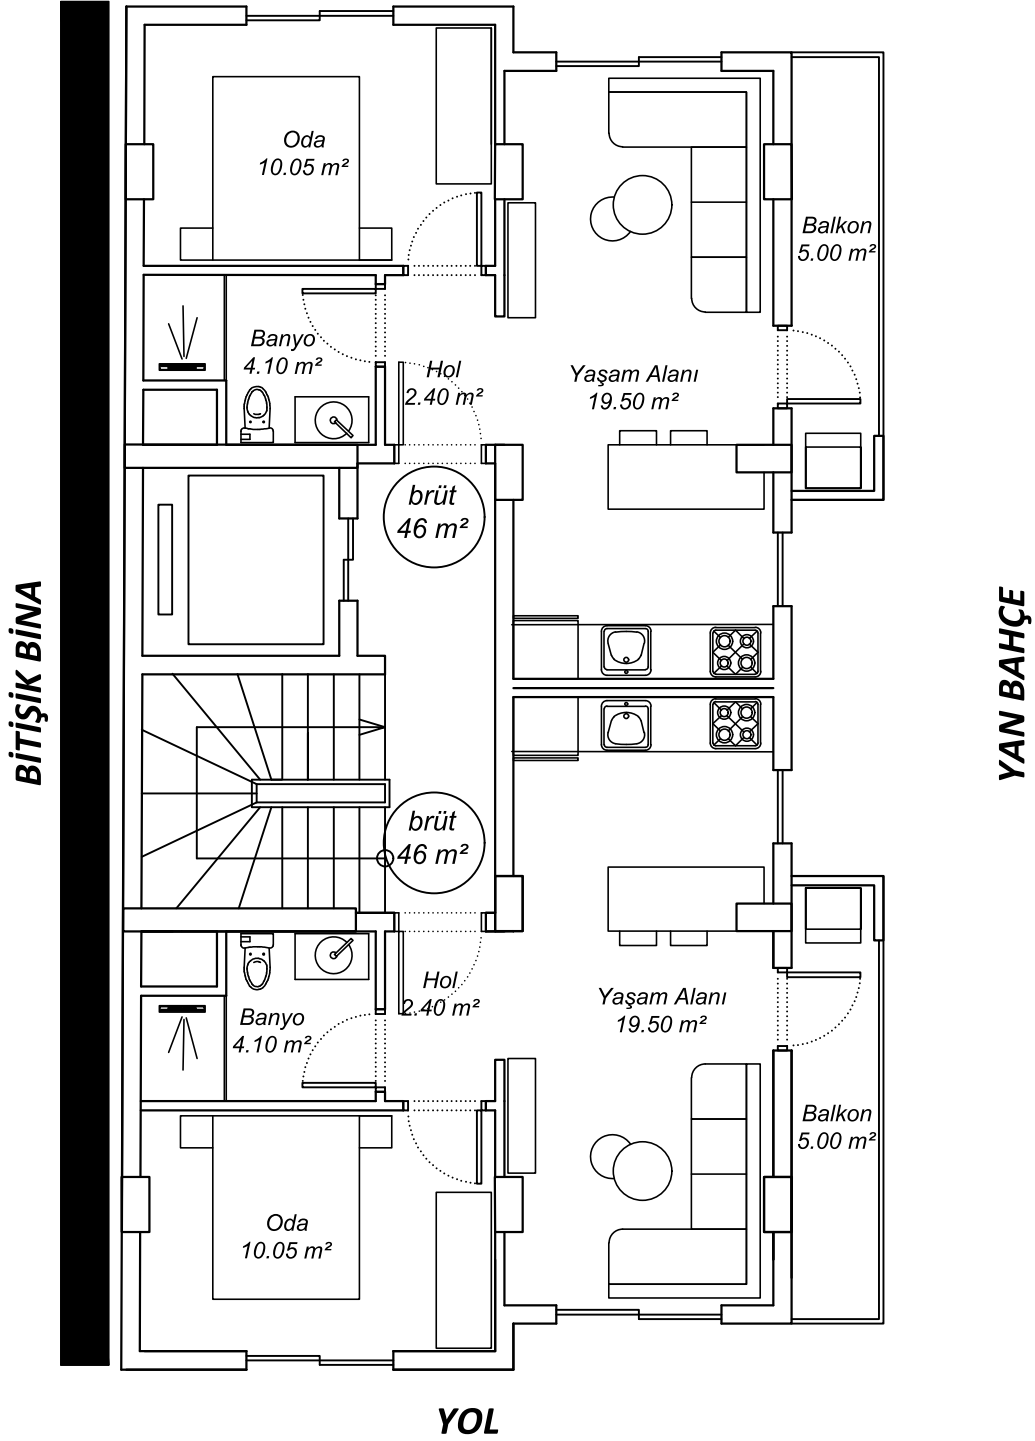 Oda
10.05 m²
Balkon
5.00 m²
Banyo
4.10 m²
Hol
2.40 m²
Yaşam Alanı
19.50 m²
brüt
46 m²
BİTİŞİK BİNA
YAN BAHÇE
brüt
46 m²
Hol
2.40 m²
Yaşam Alanı
19.50 m²
Banyo
4.10 m²
Balkon
5.00 m²
Oda
10.05 m²
YOL